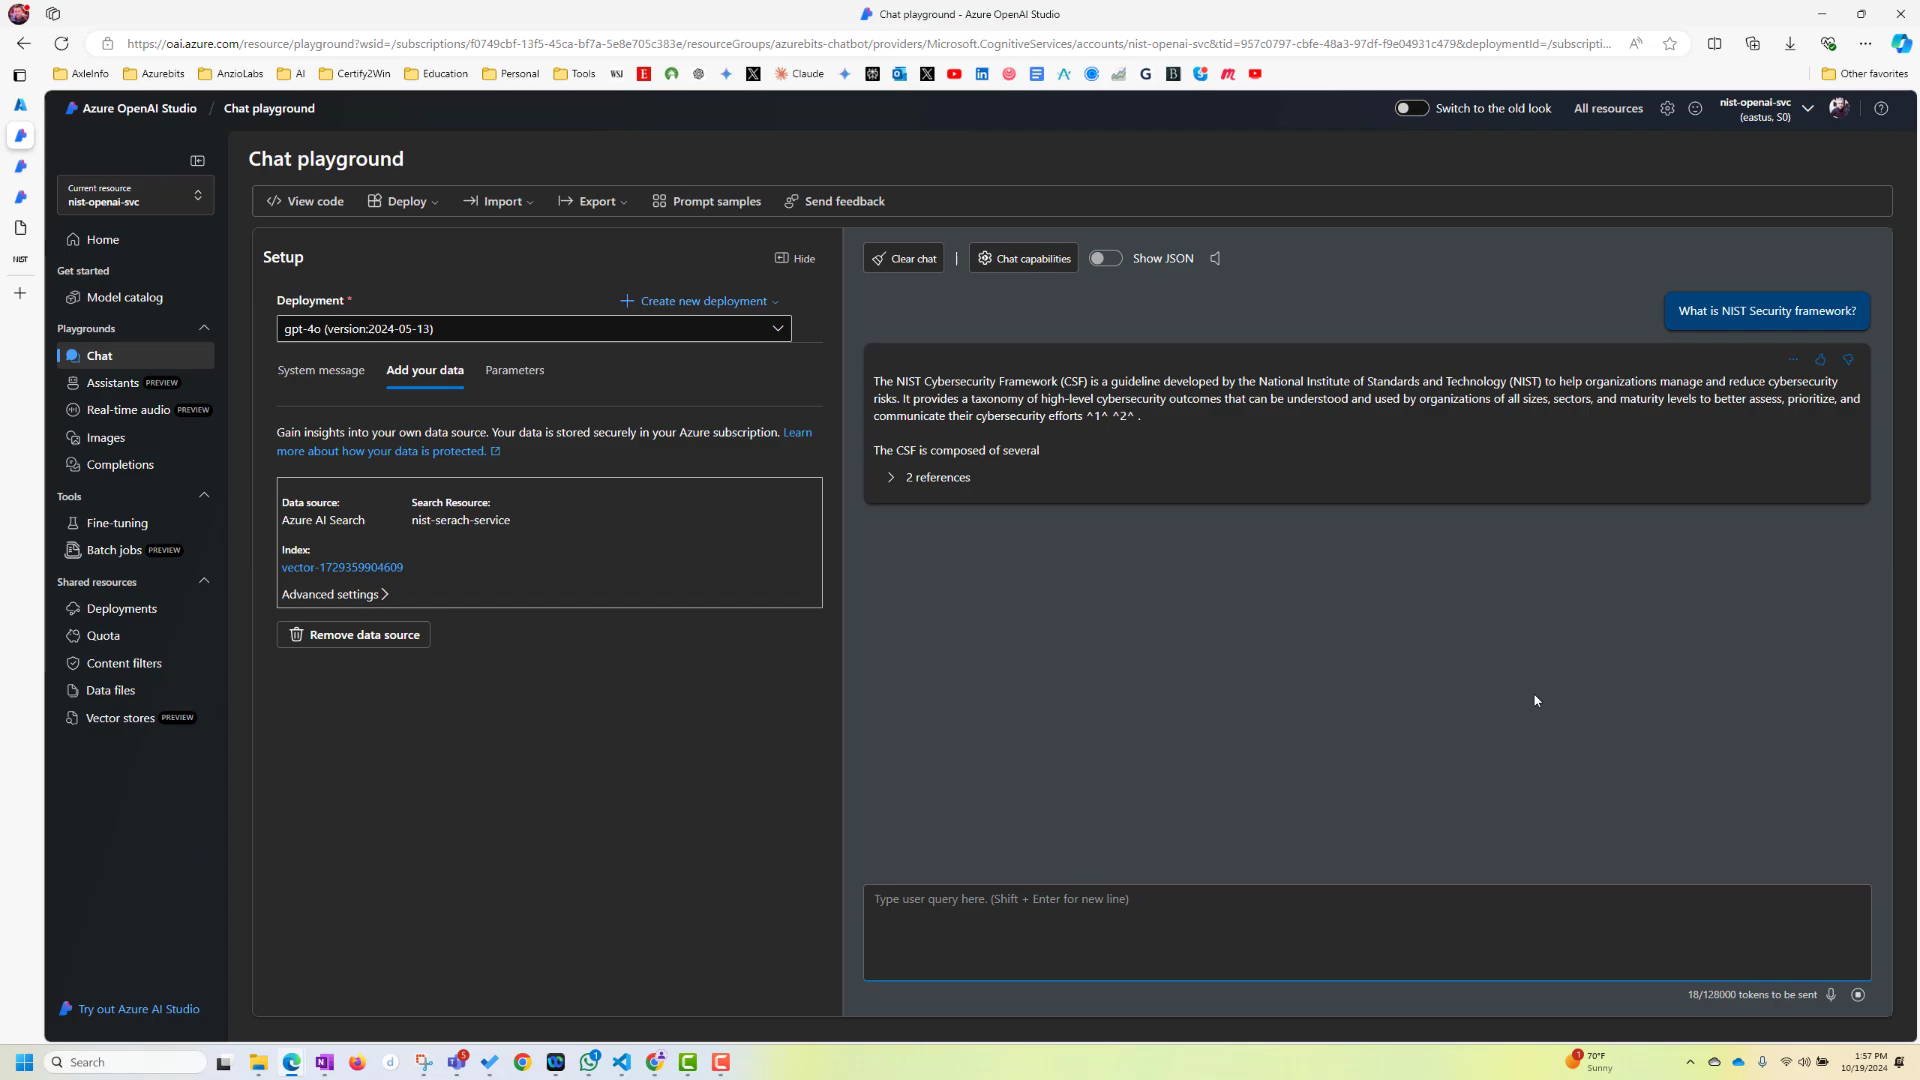 Chat playground - Azure OpenAI Studio
https://oai.azure.com/resource/playground?wsid=/subscriptions/f0749cbf-13f5-45ca-bf7a-5e8e705c383e/resourceGroups/azurebits-chatbot/providers/Microsoft.CognitiveServices/accounts/nist-openai-svc&tid=957c0797-cbfe-48a3-97df-f9e04931c479&deploymentId=/subscripti...
AxleInfo
Azurebits
AnzioLabs
AI
Certify2Win
Education
Personal
Tools
WSJ
Claude
Other favorites
Azure OpenAI Studio / Chat playground
Switch to the old look
All resources
nist-openai-svc
(eastus, S0)
NIST
Current resource
nist-openai-svc
Home
Get started
Model catalog
Playgrounds
Chat
Assistants PREVIEW
Real-time audio PREVIEW
Images
Completions
Tools
Fine-tuning
Batch jobs PREVIEW
Shared resources
Deployments
Quota
Content filters
Data files
Vector stores PREVIEW
Try out Azure AI Studio
Chat playground
View code
Deploy
Import
Export
Prompt samples
Send feedback
Setup
Hide
Deployment *
Create new deployment
gpt-4o (version:2024-05-13)
System message
Add your data
Parameters
Gain insights into your own data source. Your data is stored securely in your Azure subscription. Learn
more about how your data is protected.
Data source:
Azure AI Search
Search Resource:
nist-serach-service
Index:
vector-1729359904609
Advanced settings
Remove data source
Clear chat
Chat capabilities
Show JSON
What is NIST Security framework?
The NIST Cybersecurity Framework (CSF) is a guideline developed by the National Institute of Standards and Technology (NIST) to help organizations manage and reduce cybersecurity
risks. It provides a taxonomy of high-level cybersecurity outcomes that can be understood and used by organizations of all sizes, sectors, and maturity levels to better assess, prioritize, and
communicate their cybersecurity efforts ^1^ ^2^ .
The CSF is composed of several
2 references
Type user query here. (Shift + Enter for new line)
18/128000 tokens to be sent
Search
5
1
1
70°F
Sunny
1:57 PM
10/19/2024